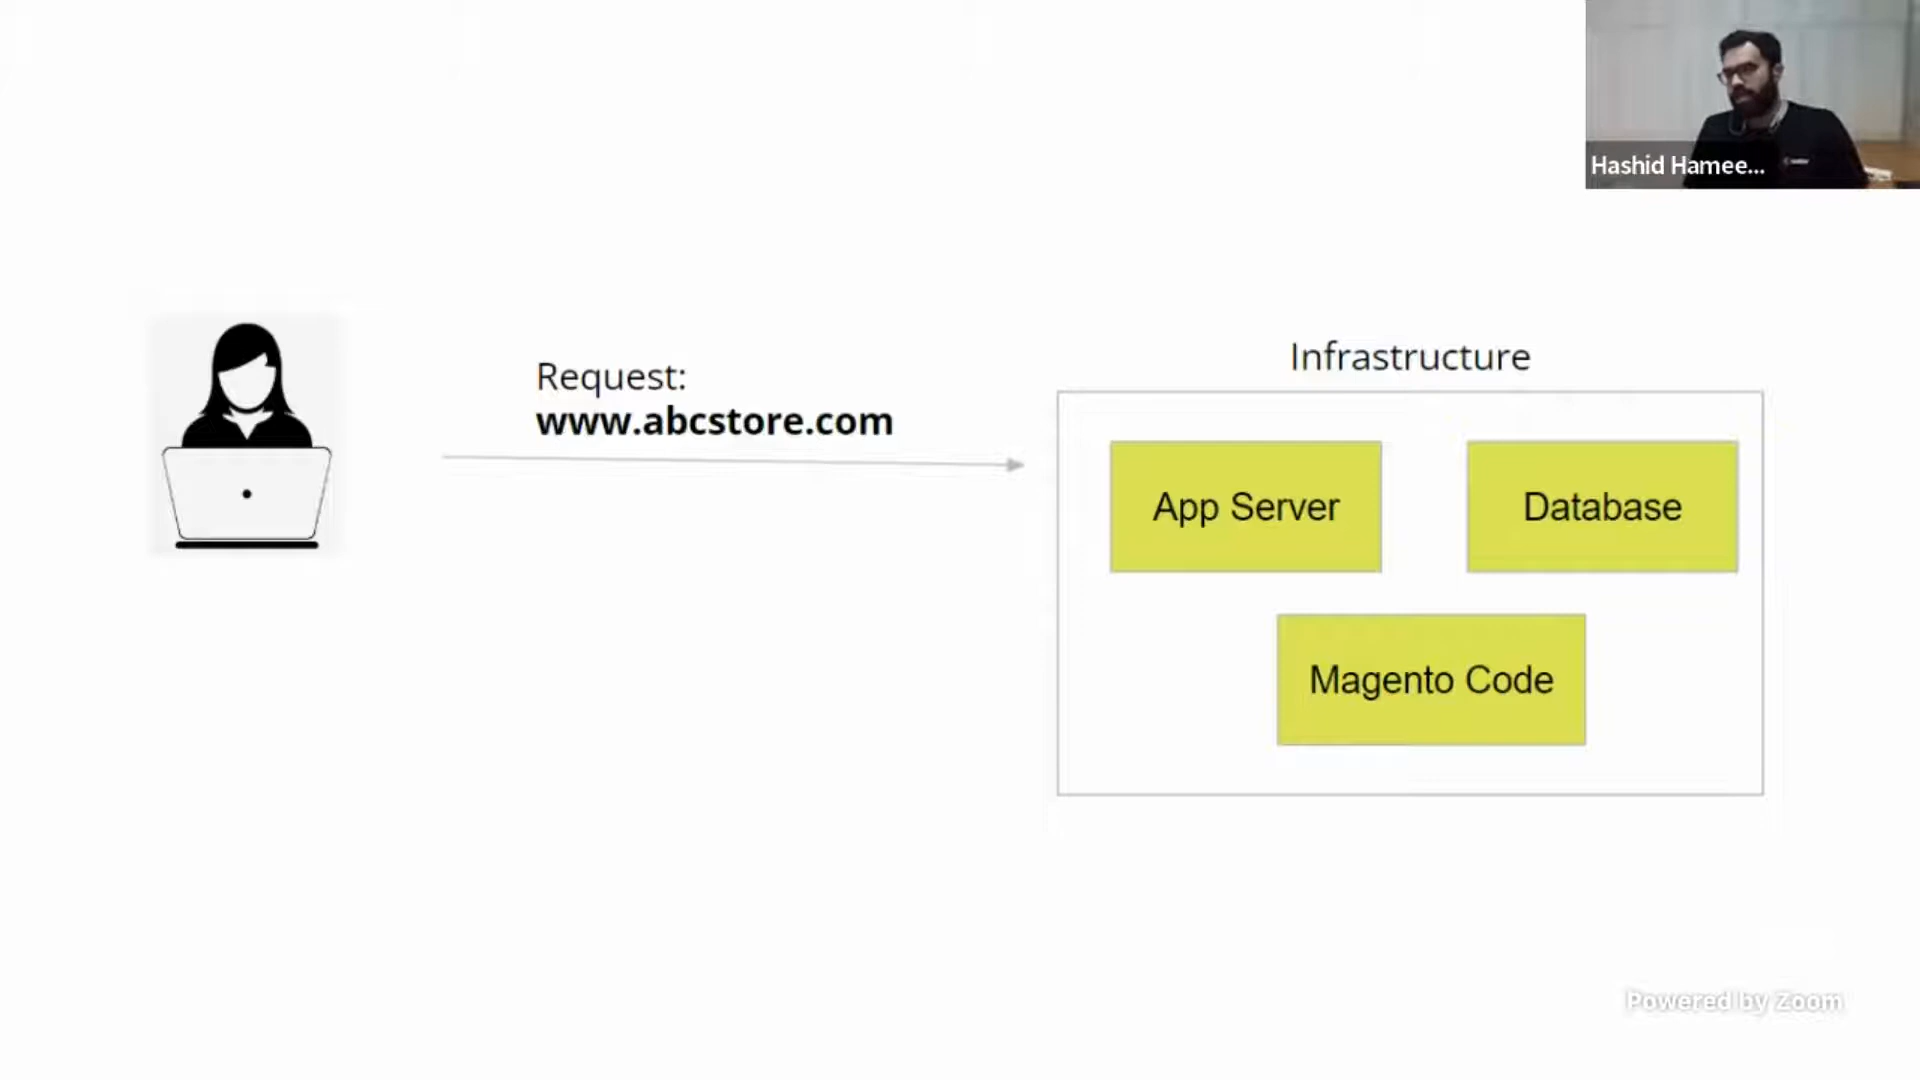 Hashid Hamee...
Request:
www.abcstore.com
Infrastructure
App Server
Database
Magento Code
Powered by Zoom